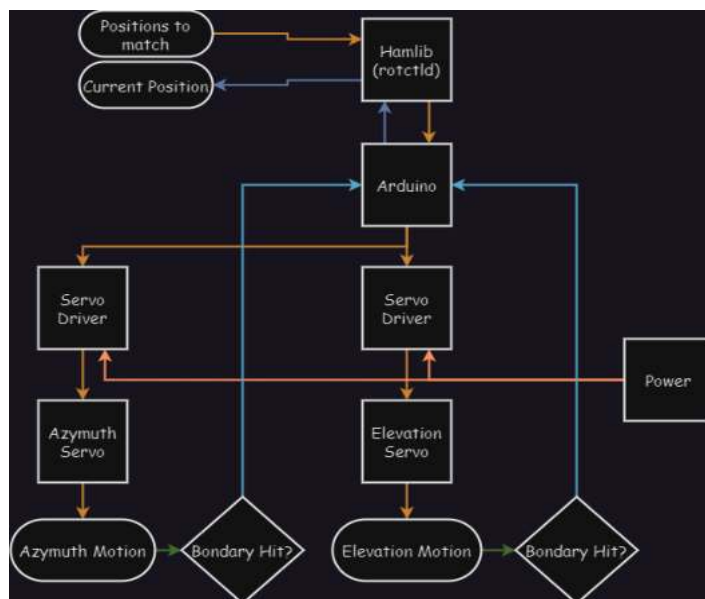 Positions to
match
Hamlib
(rotctld)
Current Position
Arduino
Servo
Driver
Servo
Driver
Power
Azymuth
Servo
Elevation
Servo
Azymuth Motion
Bondary Hit?
Elevation Motion
Bondary Hit?